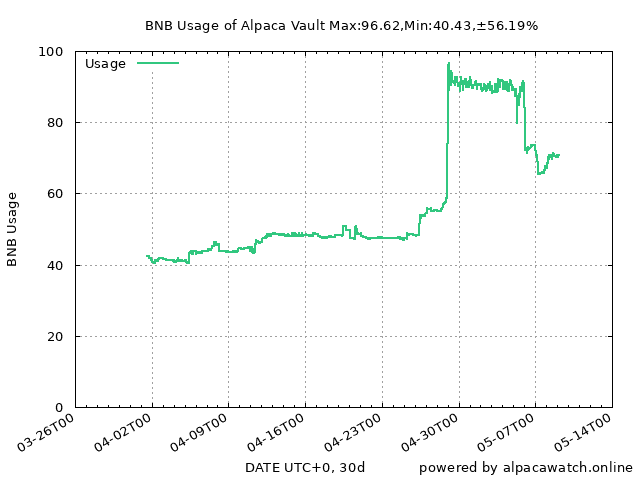 BNB Usage of Alpaca Vault Max:96.62,Min:40.43,±56.19%
Usage
100
80
60
40
20
0
BNB Usage
03-26T00 04-02T00 04-09T00 04-16T00 04-23T00 04-30T00 05-07T00 05-14T00
DATE UTC+0, 30d
powered by alpacawatch.online